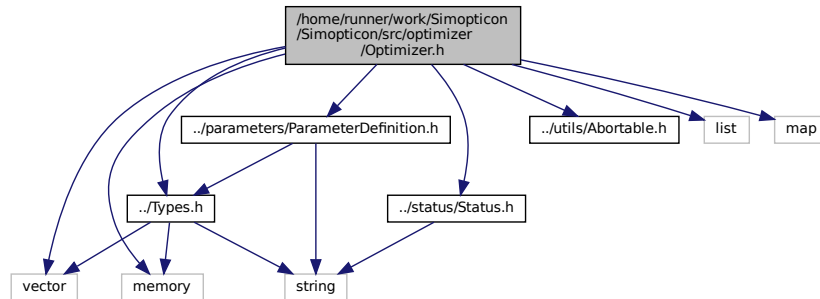 /home/runner/work/Simopticon
/Simopticon/src/optimizer
/Optimizer.h
../parameters/ParameterDefinition.h
../utils/Abortable.h
list
map
../Types.h
../status/Status.h
vector
memory
string